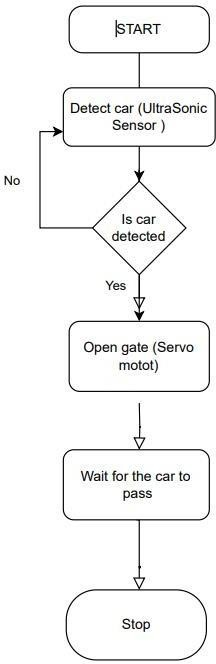 START
Detect car (UltraSonic
Sensor )
No
Is car
detected
Yes
Open gate (Servo
motot)
Wait for the car to
pass
Stop